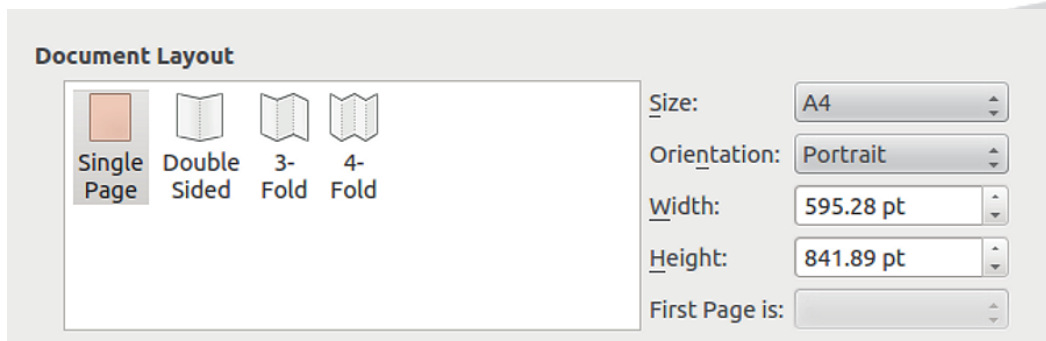 Document Layout
Single Page
Double Sided
3-Fold
4-Fold
Size: A4
Orientation: Portrait
Width: 595.28 pt
Height: 841.89 pt
First Page is: